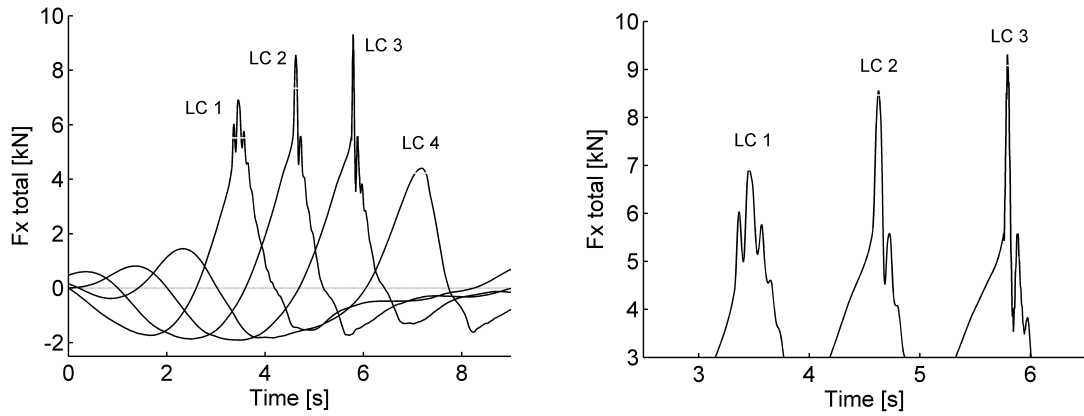 10
8
6
4
2
0
-2
Fx total [kN]
LC 1
LC 2
LC 3
LC 4
0 2 4 6 8
Time [s]
10
9
8
7
6
5
4
3
Fx total [kN]
LC 1
LC 2
LC 3
3 4 5 6
Time [s]